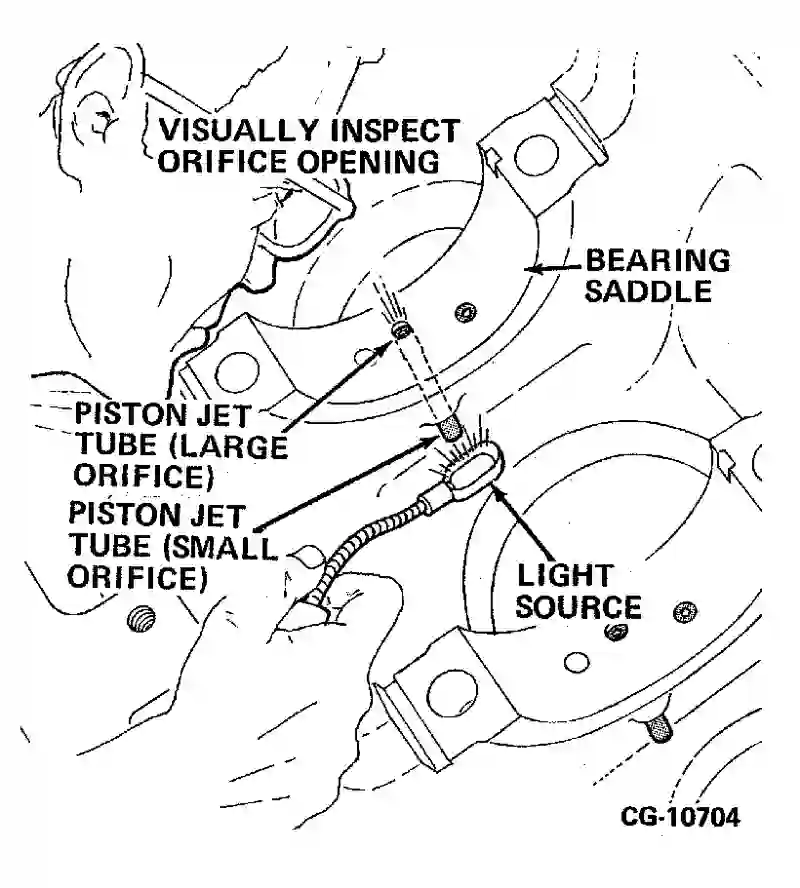 VISUALLY INSPECT
ORIFICE OPENING
BEARING
SADDLE
PISTON JET
TUBE (LARGE
ORIFICE)
PISTON JET
TUBE (SMALL
ORIFICE)
LIGHT
SOURCE
CG-10704